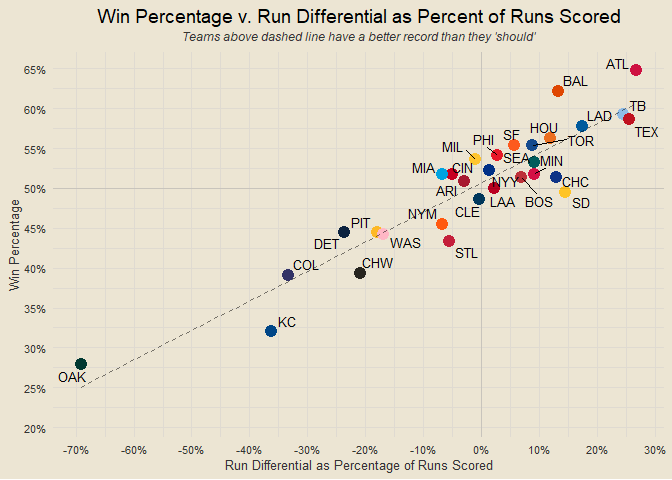 Win Percentage v. Run Differential as Percent of Runs Scored
Teams above dashed line have a better record than they 'should'
Win Percentage
65%
60%
55%
50%
45%
40%
35%
30%
25%
20%
ATL
BAL
TB
LAD
TEX
HOU
SF
TOR
PHI
MIL
SEA
MIN
MIA
CIN
NYY
CHC
ARI
LAA
BOS
SD
CLE
NYM
PIT
DET
WAS
STL
COL
CHW
KC
OAK
-70%
-60%
-50%
-40%
-30%
-20%
-10%
0%
10%
20%
30%
Run Differential as Percentage of Runs Scored